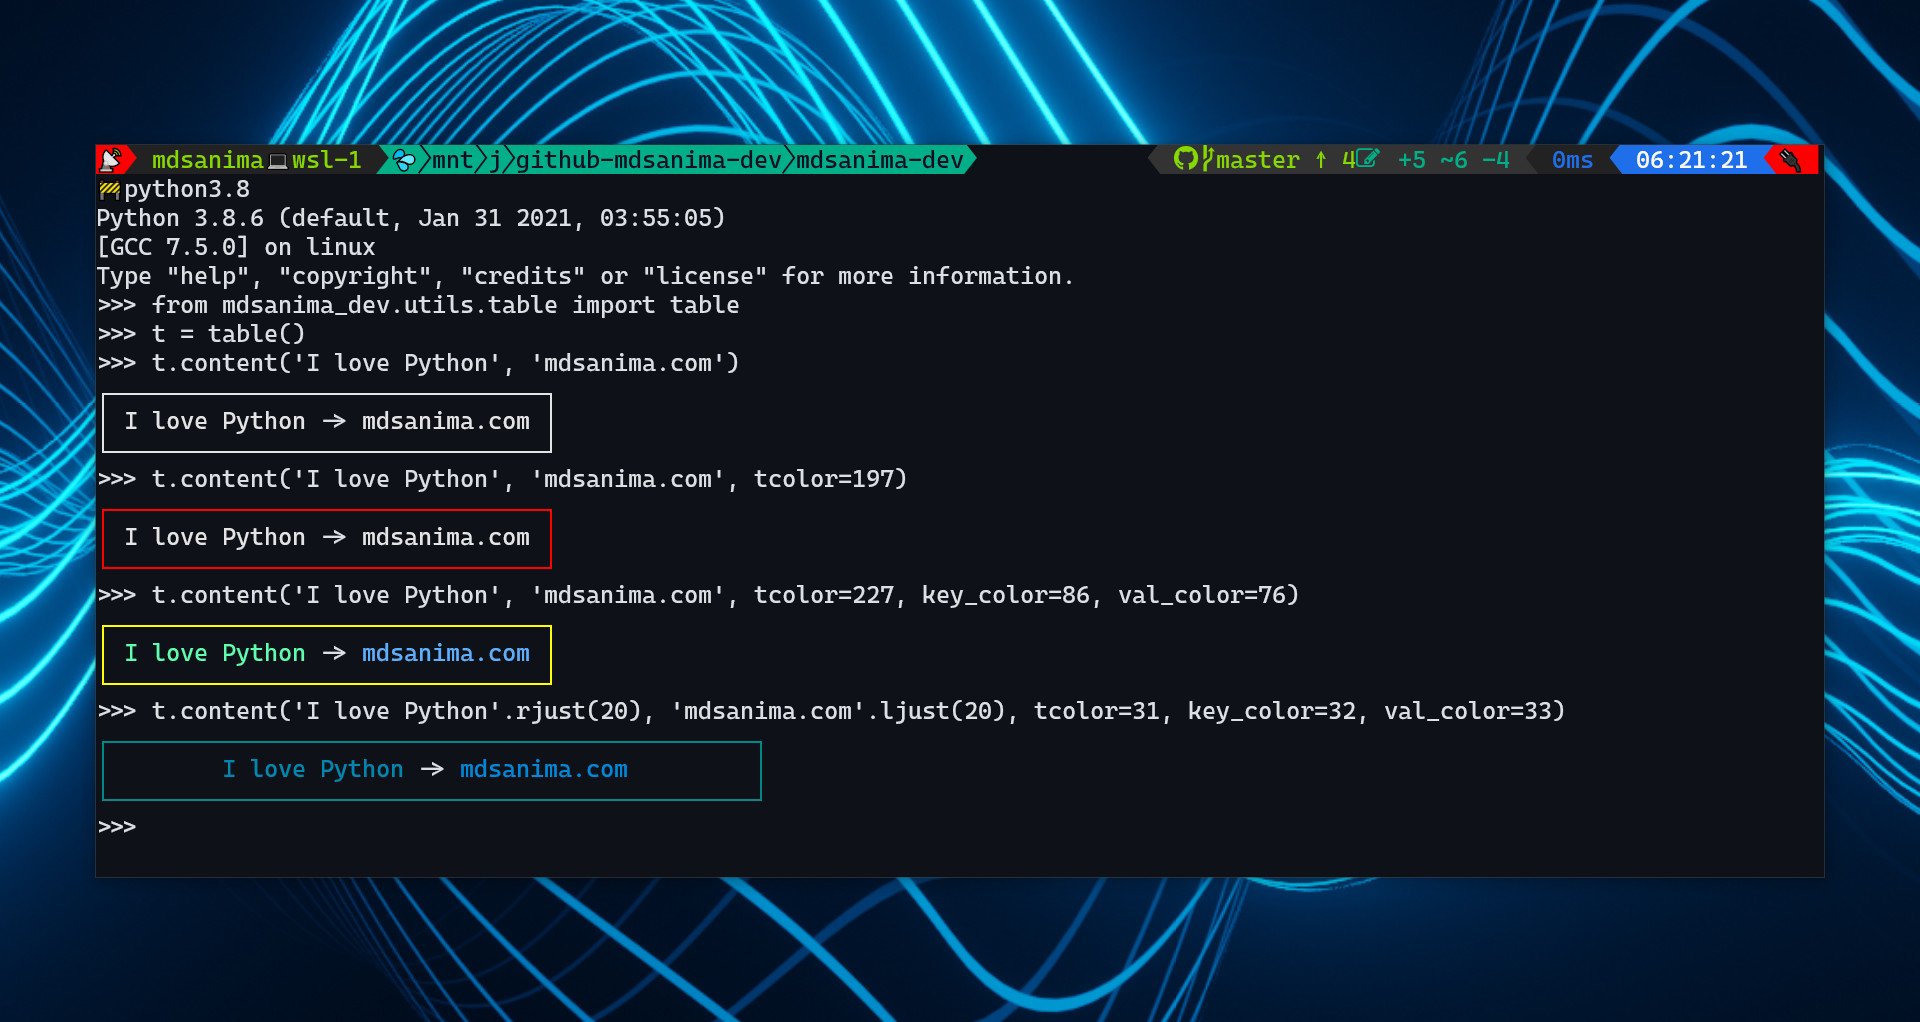 mdsanima wsl-1 mnt j github-mdsanima-dev mdsanima-dev master ↑ 4 +5 ~6 -4 0ms 06:21:21
python3.8
Python 3.8.6 (default, Jan 31 2021, 03:55:05)
[GCC 7.5.0] on linux
Type "help", "copyright", "credits" or "license" for more information.
>>> from mdsanima_dev.utils.table import table
>>> t = table()
>>> t.content('I love Python', 'mdsanima.com')
I love Python → mdsanima.com
>>> t.content('I love Python', 'mdsanima.com', tcolor=197)
I love Python → mdsanima.com
>>> t.content('I love Python', 'mdsanima.com', tcolor=227, key_color=86, val_color=76)
I love Python → mdsanima.com
>>> t.content('I love Python'.rjust(20), 'mdsanima.com'.ljust(20), tcolor=31, key_color=32, val_color=33)
I love Python → mdsanima.com
>>>